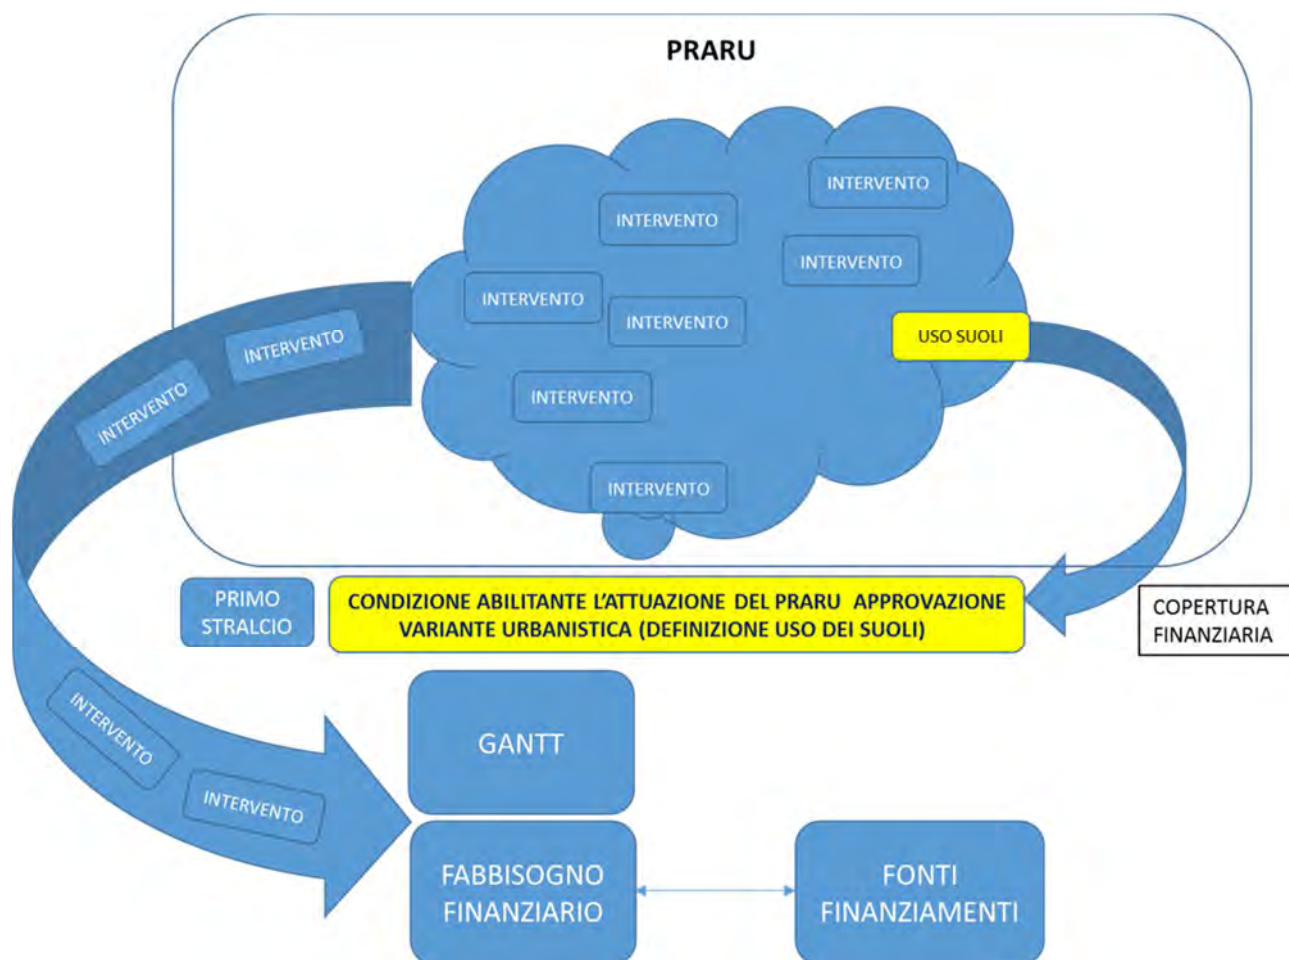 PRARU
INTERVENTO
INTERVENTO
INTERVENTO
INTERVENTO
INTERVENTO
USO SUOLI
INTERVENTO
INTERVENTO
INTERVENTO
INTERVENTO
PRIMO
STRALCIO
CONDIZIONE ABILITANTE L’ATTUAZIONE DEL PRARU APPROVAZIONE
VARIANTE URBANISTICA (DEFINIZIONE USO DEI SUOLI)
COPERTURA
FINANZIARIA
INTERVENTO
INTERVENTO
GANTT
FABBISOGNO
FINANZIARIO
FONTI
FINANZIAMENTI